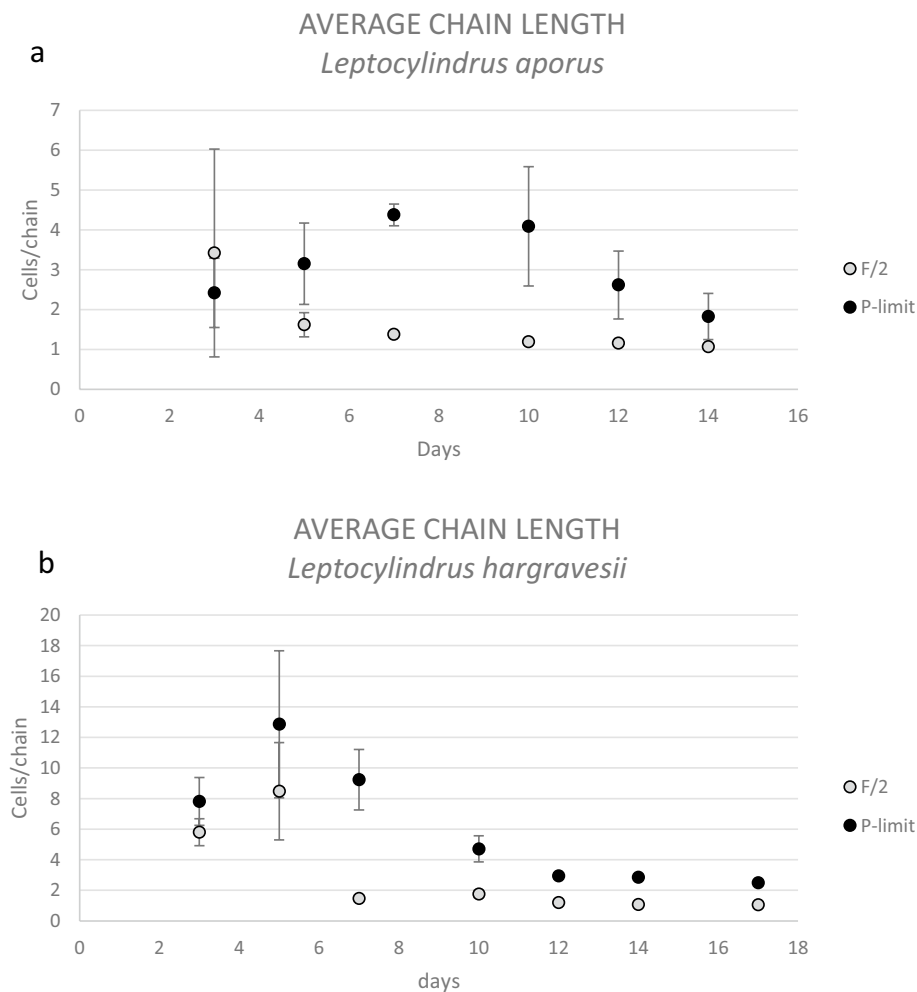 AVERAGE CHAIN LENGTH
a
Leptocylindrus aporus
7
6
5
4
3
2
1
0
Cells/chain
0 2 4 6 8 10 12 14 16
Days
F/2
P-limit
AVERAGE CHAIN LENGTH
b
Leptocylindrus hargravesii
20
18
16
14
12
10
8
6
4
2
0
Cells/chain
0 2 4 6 8 10 12 14 16 18
days
F/2
P-limit